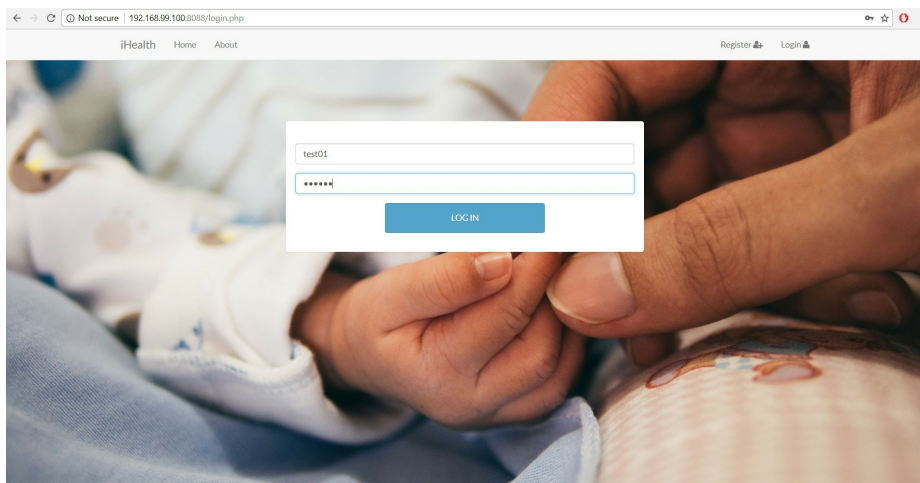 Not secure | 192.168.99.100:8088/login.php
iHealth Home About Register Login
test01
••••••
LOG IN